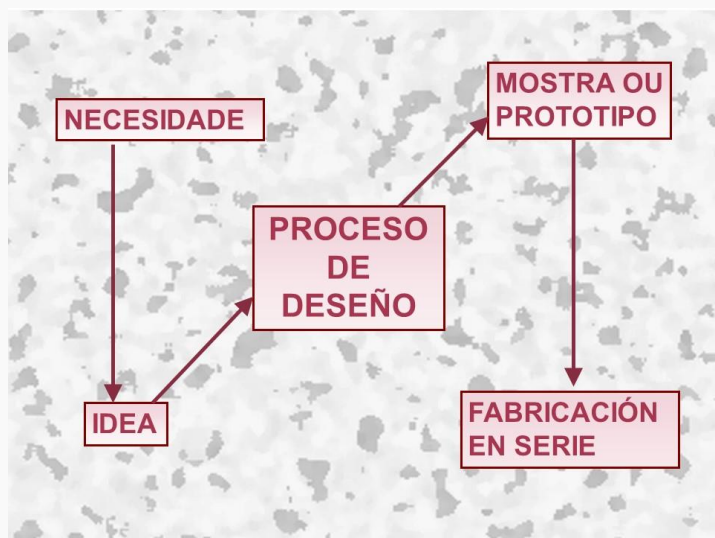 NECESIDADE
IDEA
PROCESO
DE
DESEÑO
MOSTRA OU
PROTOTIPO
FABRICACIÓN
EN SERIE